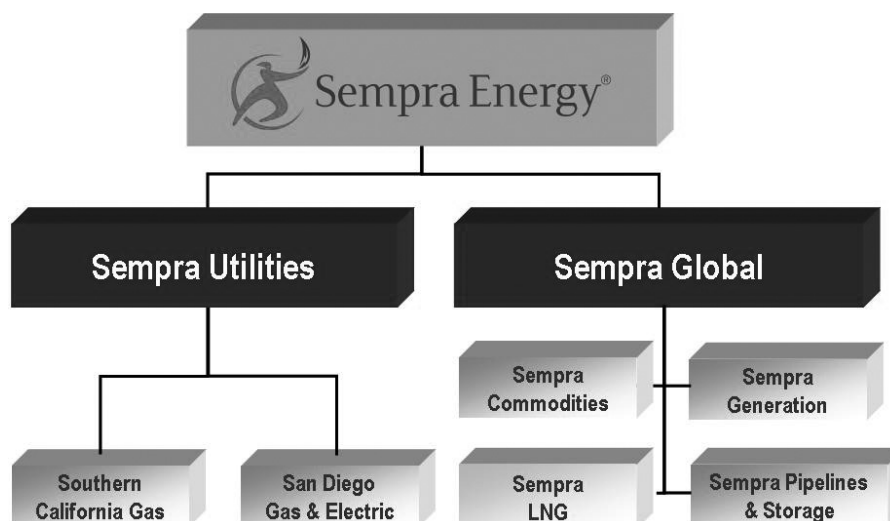 Sempra Energy®
Sempra Utilities
Sempra Global
Sempra
Commodities
Sempra
Generation
Southern
California Gas
San Diego
Gas & Electric
Sempra
LNG
Sempra Pipelines
& Storage